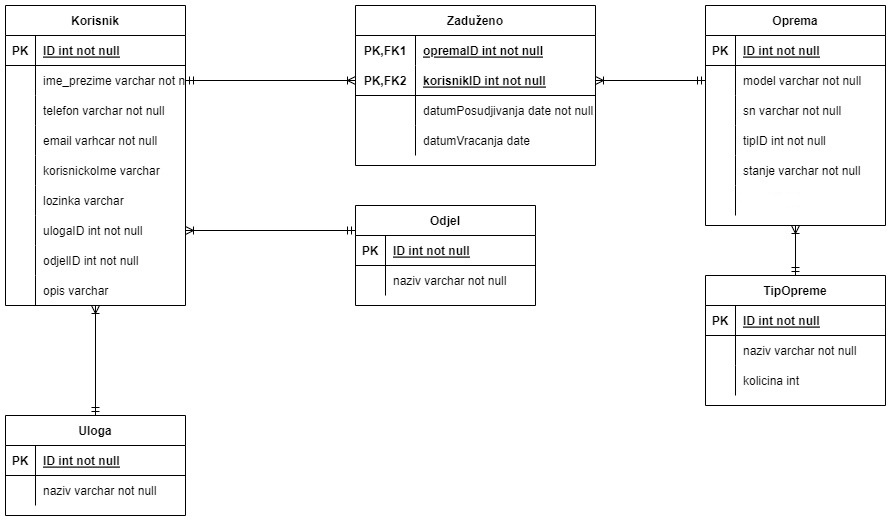 Korisnik
PK ID int not null
ime_prezime varchar not n
telefon varchar not null
email varhcar not null
korisnickoIme varchar
lozinka varchar
ulogaID int not null
odjelID int not null
opis varchar
Zaduženo
PK,FK1 opremaID int not null
PK,FK2 korisnikID int not null
datumPosudjivanja date not null
datumVracanja date
Oprema
PK ID int not null
model varchar not null
sn varchar not null
tipID int not null
stanje varchar not null
Odjel
PK ID int not null
naziv varchar not null
TipOpreme
PK ID int not null
naziv varchar not null
kolicina int
Uloga
PK ID int not null
naziv varchar not null